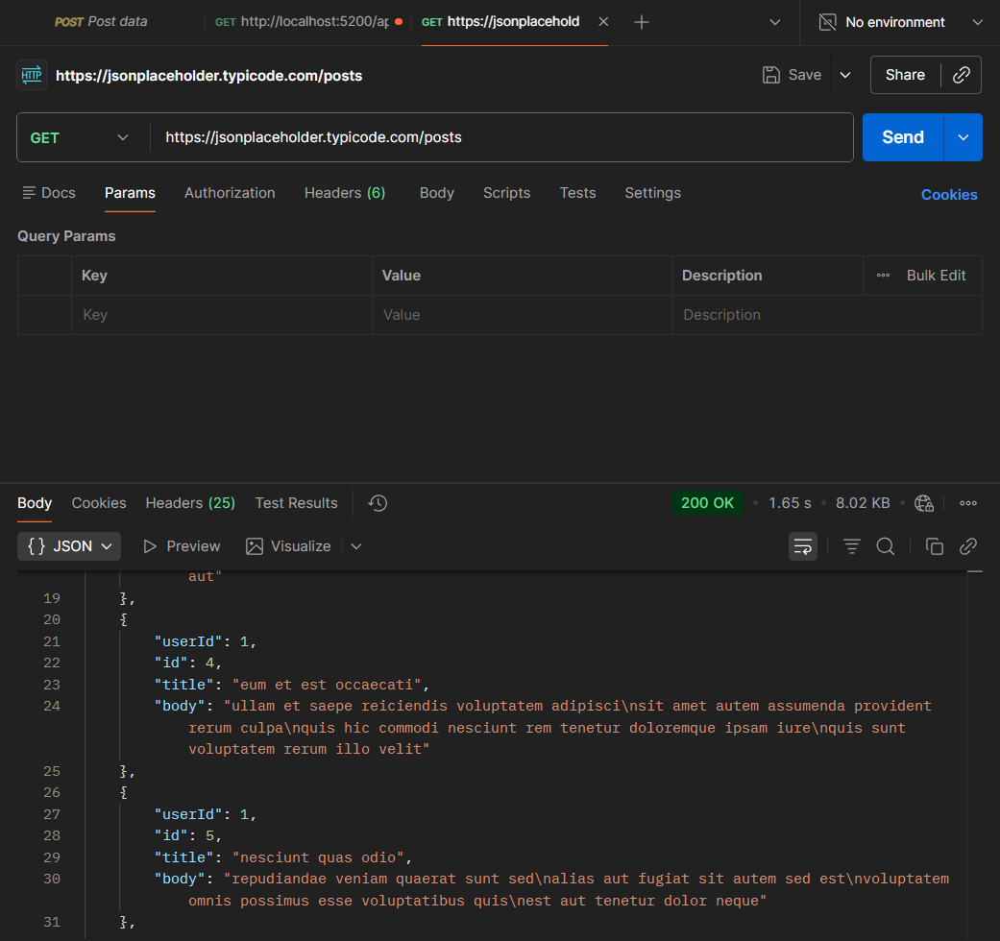 POST Post data
GET http://localhost:5200/ap
GET https://jsonplacehold
No environment
HTTP https://jsonplaceholder.typicode.com/posts
Save
Share
GET https://jsonplaceholder.typicode.com/posts
Send
Docs Params Authorization Headers (6) Body Scripts Tests Settings
Cookies
Query Params
Key Value Description Bulk Edit
Key Value Description
Body Cookies Headers (25) Test Results
200 OK • 1.65 s • 8.02 KB
{} JSON Preview Visualize
aut"
19 },
20 {
21 "userId": 1,
22 "id": 4,
23 "title": "eum et est occaecati",
24 "body": "ullam et saepe reiciendis voluptatem adipisci\nsit amet autem assumenda provident
rerum culpa\nquis hic commodi nesciunt rem tenetur doloremque ipsam iure\nquis sunt
voluptatem rerum illo velit"
25 },
26 {
27 "userId": 1,
28 "id": 5,
29 "title": "nesciunt quas odio",
30 "body": "repudiandae veniam quaerat sunt sed\nalias aut fugiat sit autem sed est\nvoluptatem
omnis possimus esse voluptatibus quis\nest aut tenetur dolor neque"
31 },